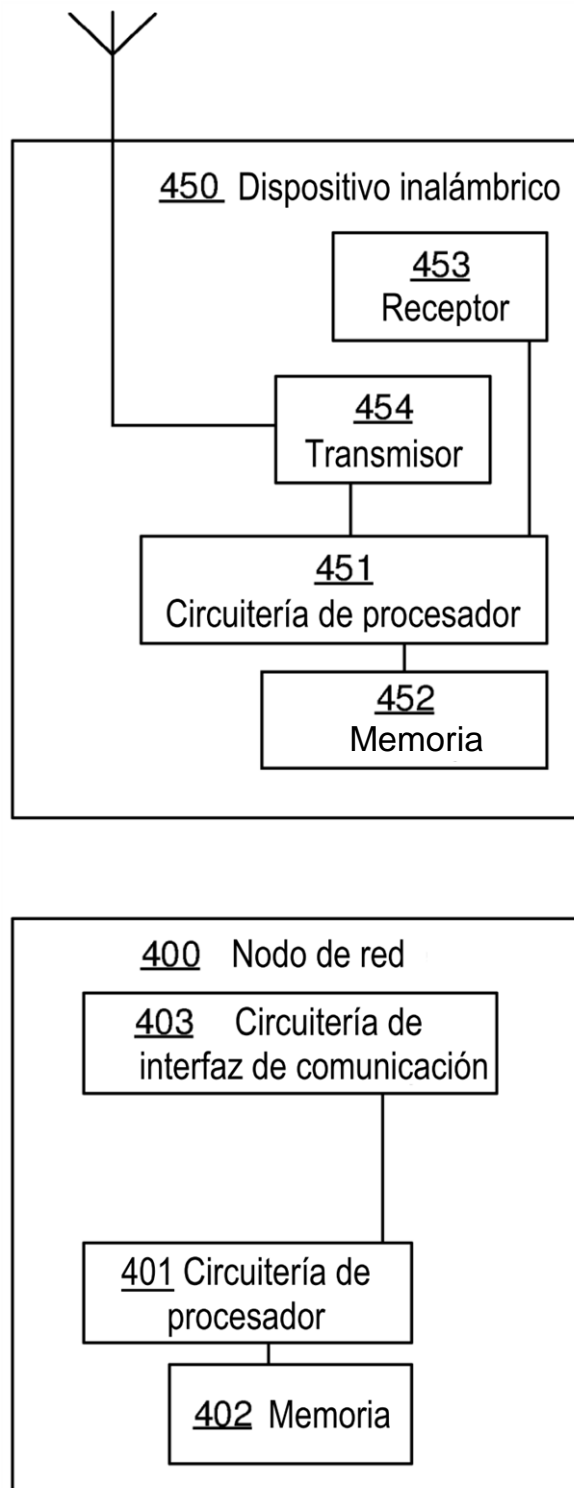 450 Dispositivo inalámbrico
453
Receptor
454
Transmisor
451
Circuitería de procesador
452
Memoria
400 Nodo de red
403 Circuitería de
interfaz de comunicación
401 Circuitería de
procesador
402 Memoria